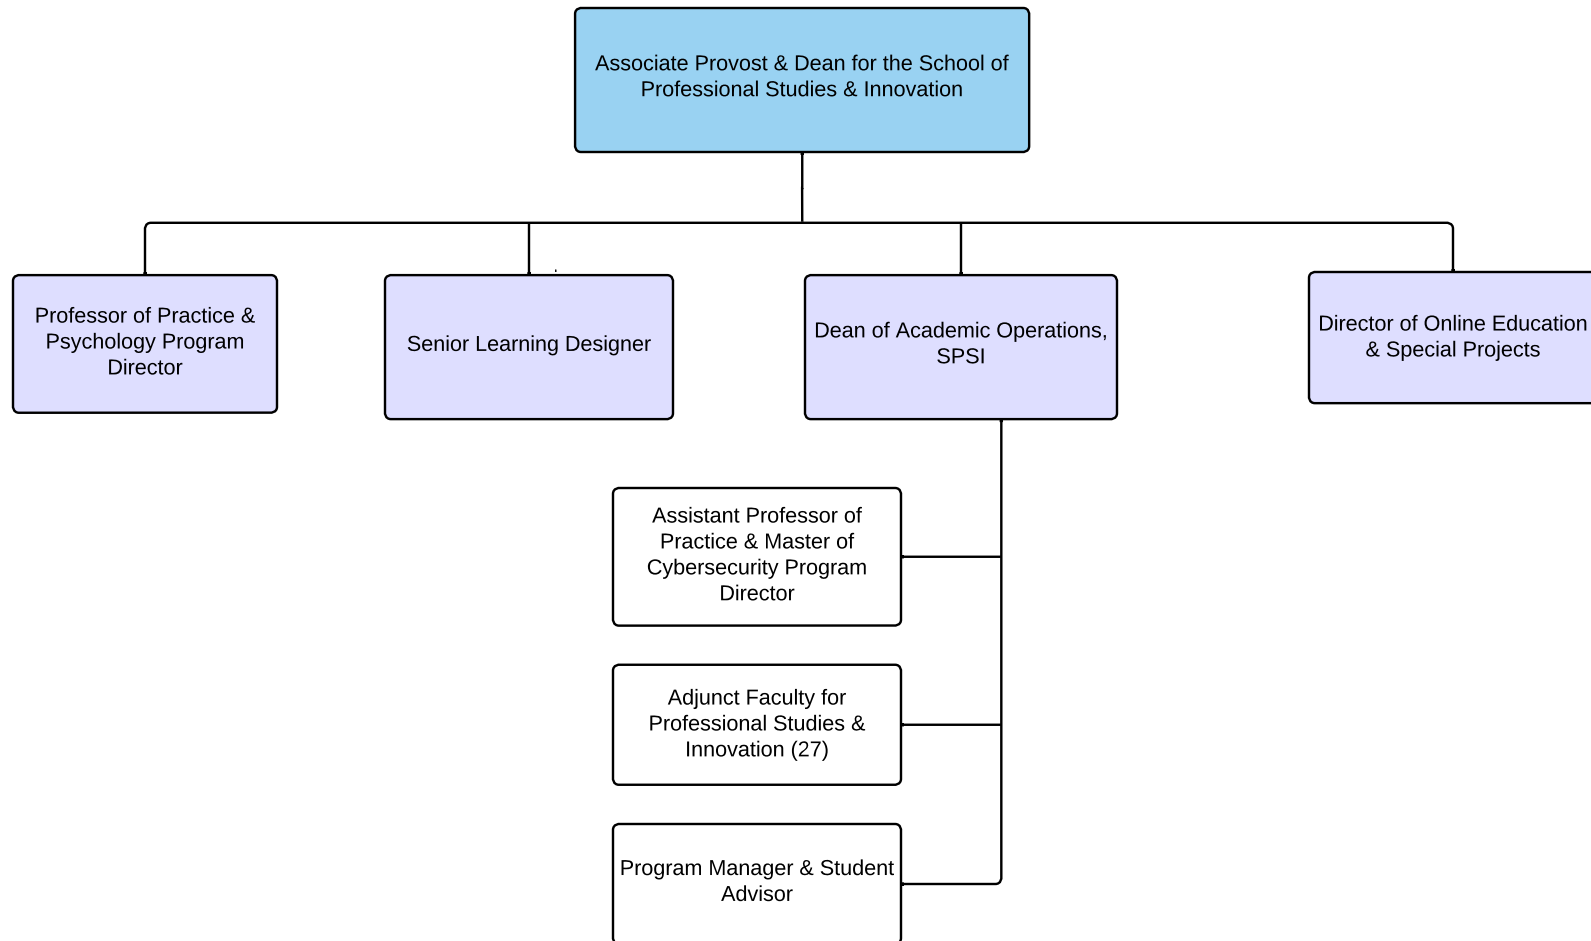 Associate Provost & Dean for the School of
Professional Studies & Innovation
Professor of Practice &
Psychology Program
Director
Senior Learning Designer
Dean of Academic Operations,
SPSI
Director of Online Education
& Special Projects
Assistant Professor of
Practice & Master of
Cybersecurity Program
Director
Adjunct Faculty for
Professional Studies &
Innovation (27)
Program Manager & Student
Advisor